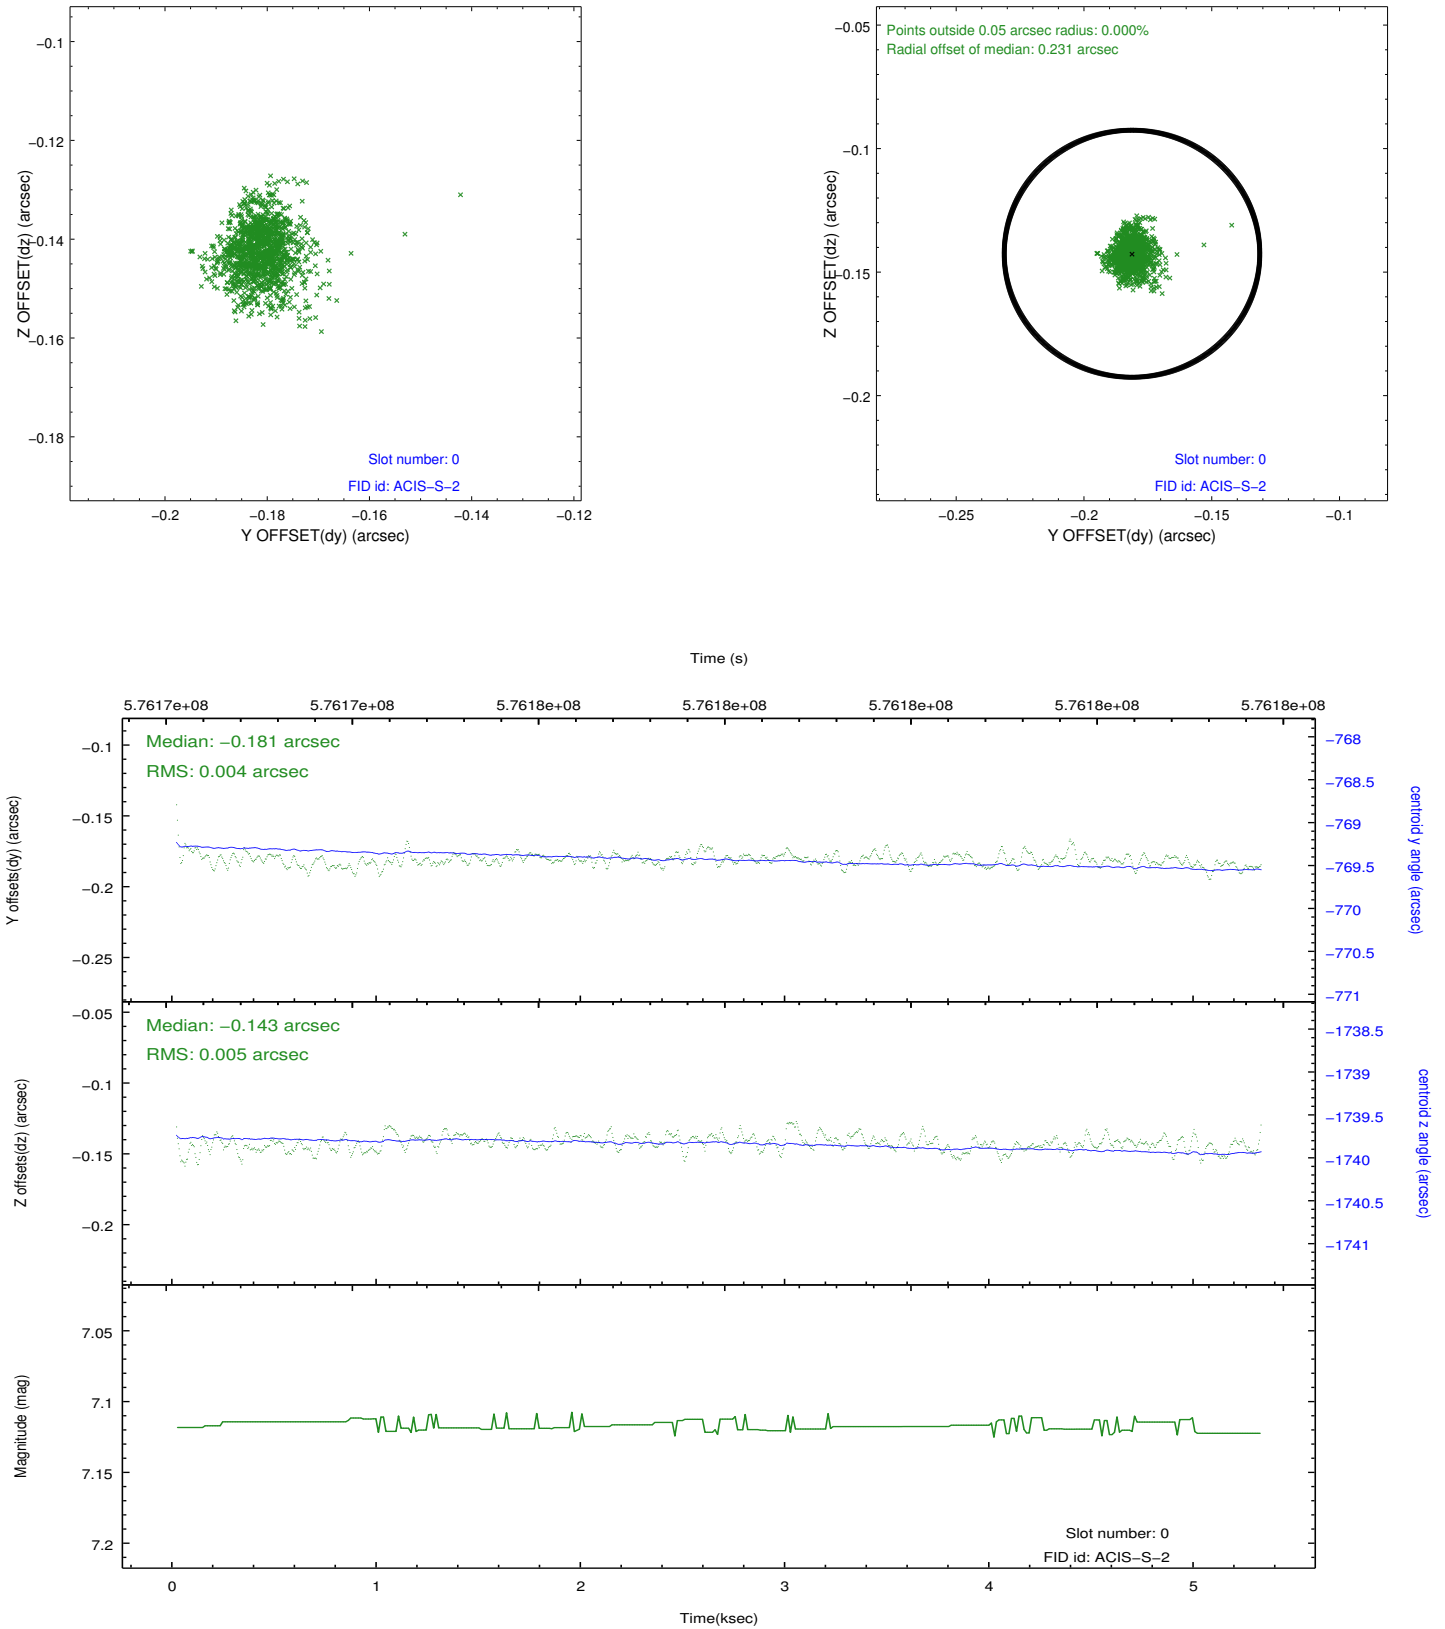 −0.1
−0.12
−0.14
−0.16
−0.18
Z OFFSET(dz) (arcsec)
Slot number: 0
FID id: ACIS−S−2
−0.2 −0.18 −0.16 −0.14 −0.12
Y OFFSET(dy) (arcsec)
Points outside 0.05 arcsec radius: 0.000%
Radial offset of median: 0.231 arcsec
−0.05
−0.1
−0.15
−0.2
Z OFFSET(dz) (arcsec)
Slot number: 0
FID id: ACIS−S−2
−0.25 −0.2 −0.15 −0.1
Y OFFSET(dy) (arcsec)
Time (s)
5.7617e+08 5.7617e+08 5.7618e+08 5.7618e+08 5.7618e+08 5.7618e+08 5.7618e+08
Median: −0.181 arcsec
RMS: 0.004 arcsec
−0.1
−0.15
−0.2
−0.25
Y offsets(dy) (arcsec)
−768
−768.5
−769
−769.5
−770
−770.5
−771
centroid y angle (arcsec)
Median: −0.143 arcsec
RMS: 0.005 arcsec
−0.05
−0.1
−0.15
−0.2
Z offsets(dz) (arcsec)
−1738.5
−1739
−1739.5
−1740
−1740.5
−1741
centroid z angle (arcsec)
7.05
7.1
7.15
7.2
Magnitude (mag)
Slot number: 0
FID id: ACIS−S−2
0 1 2 3 4 5
Time(ksec)